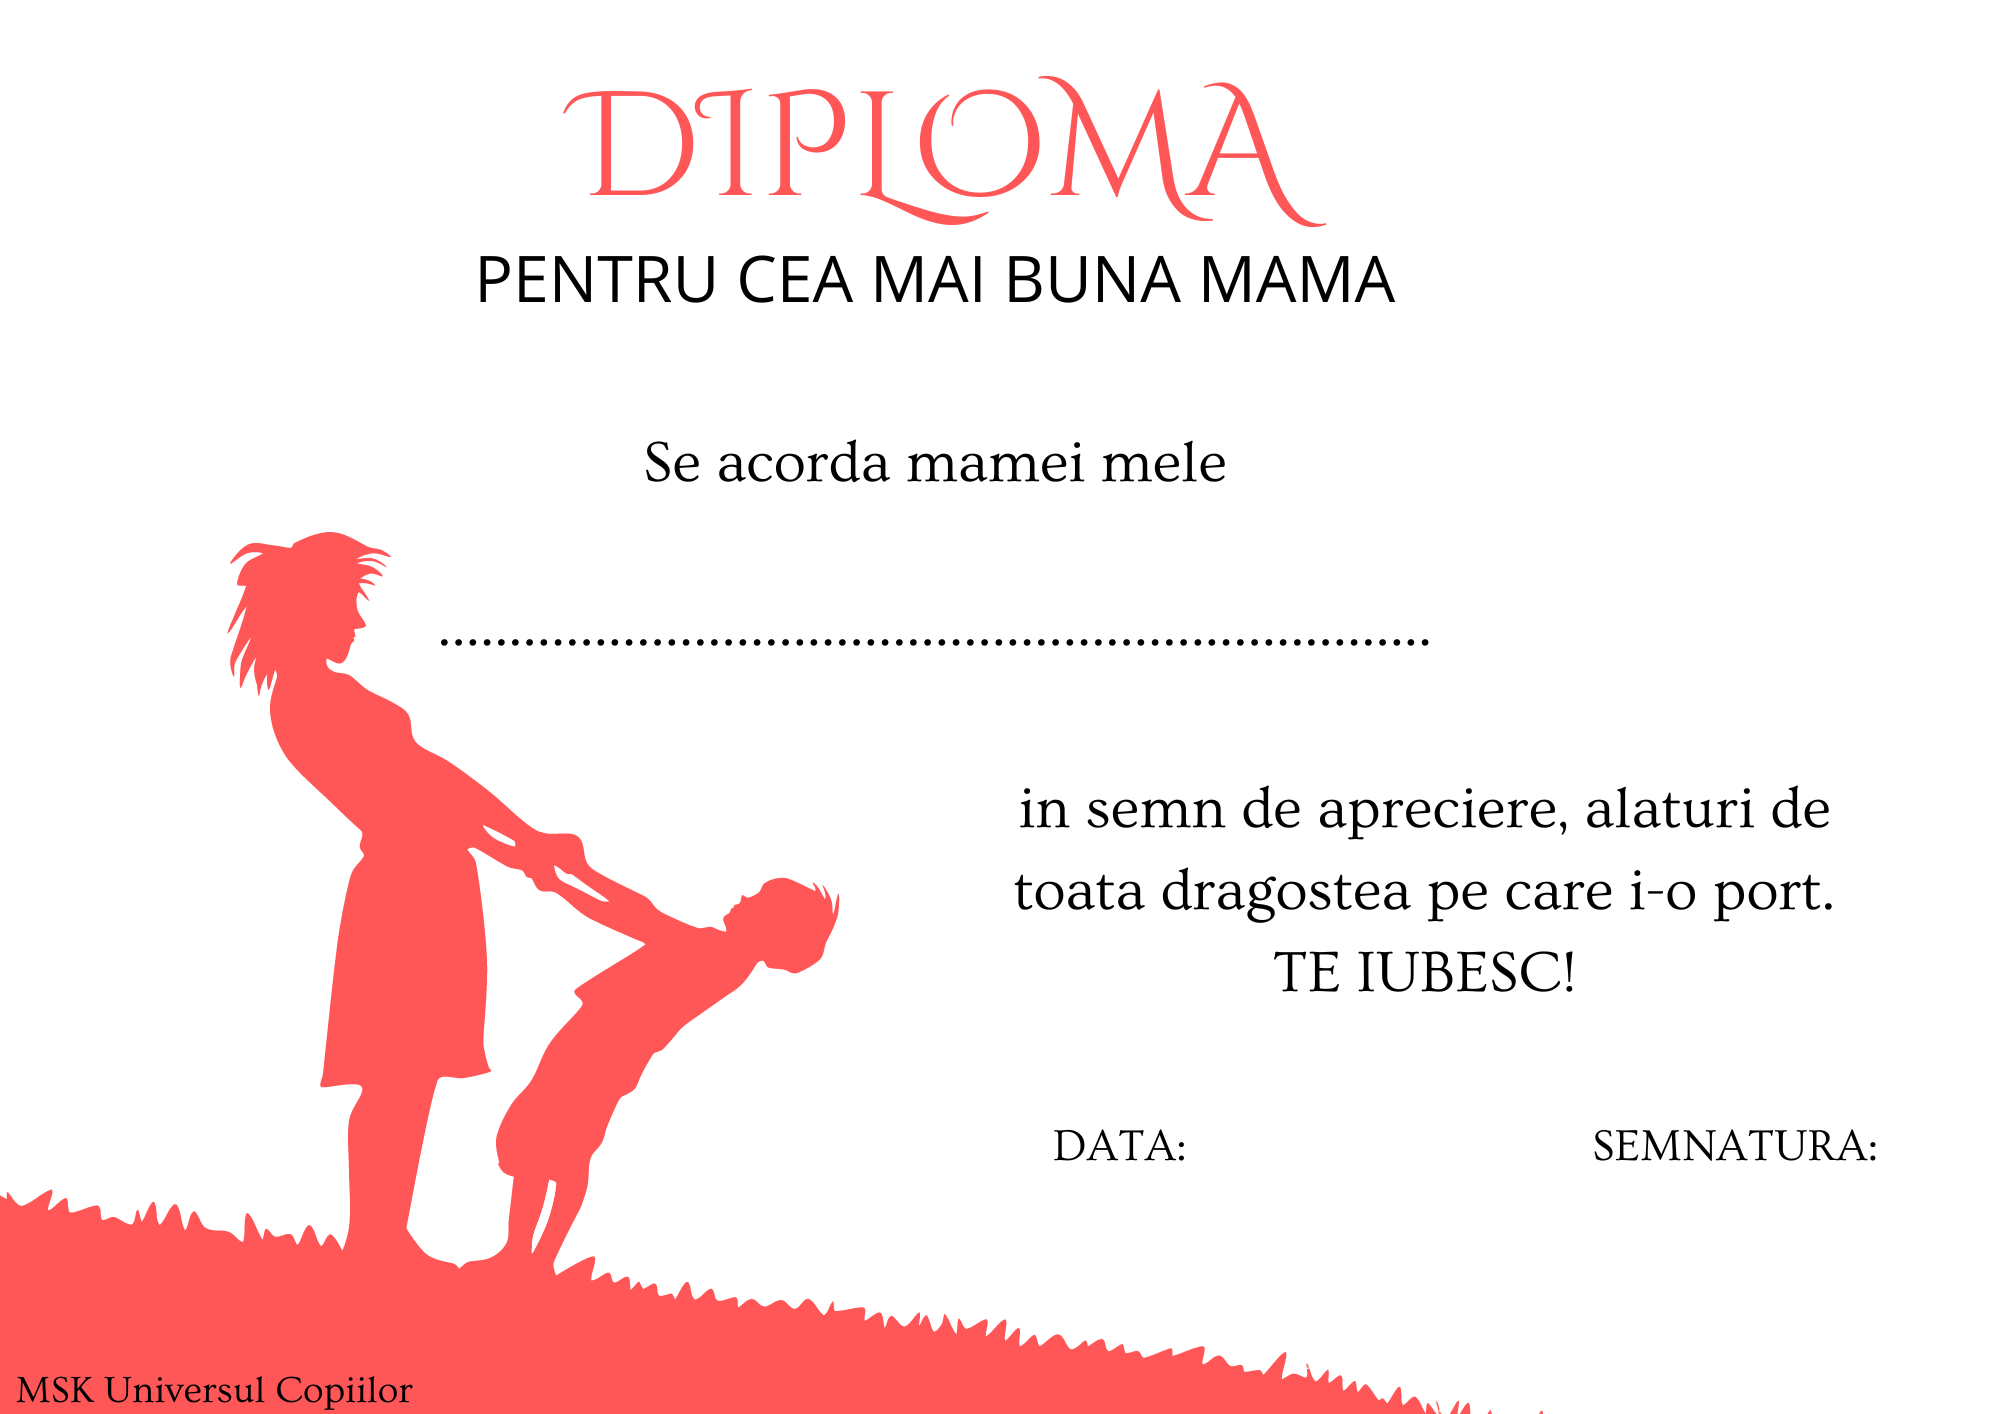 DIPLOMA
PENTRU CEA MAI BUNA MAMA
Se acorda mamei mele
......................................................................
in semn de apreciere, alaturi de
toata dragostea pe care i-o port.
TE IUBESC!
DATA: SEMNATURA:
MSK Universul Copiilor